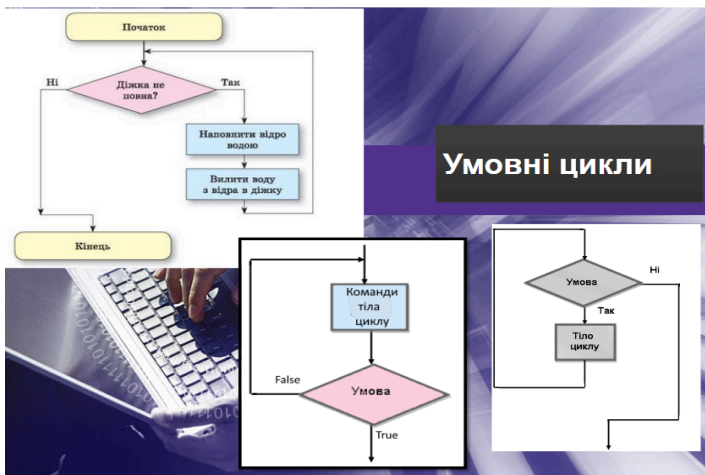 Початок
Діжка не
повна?
Ні
Так
Наповнити відро
водою
Вилити воду
з відра в діжку
Кінець
Умовні цикли
Команди
тіла
циклу
False
Умова
True
Умова
Ні
Так
Тіло
циклу